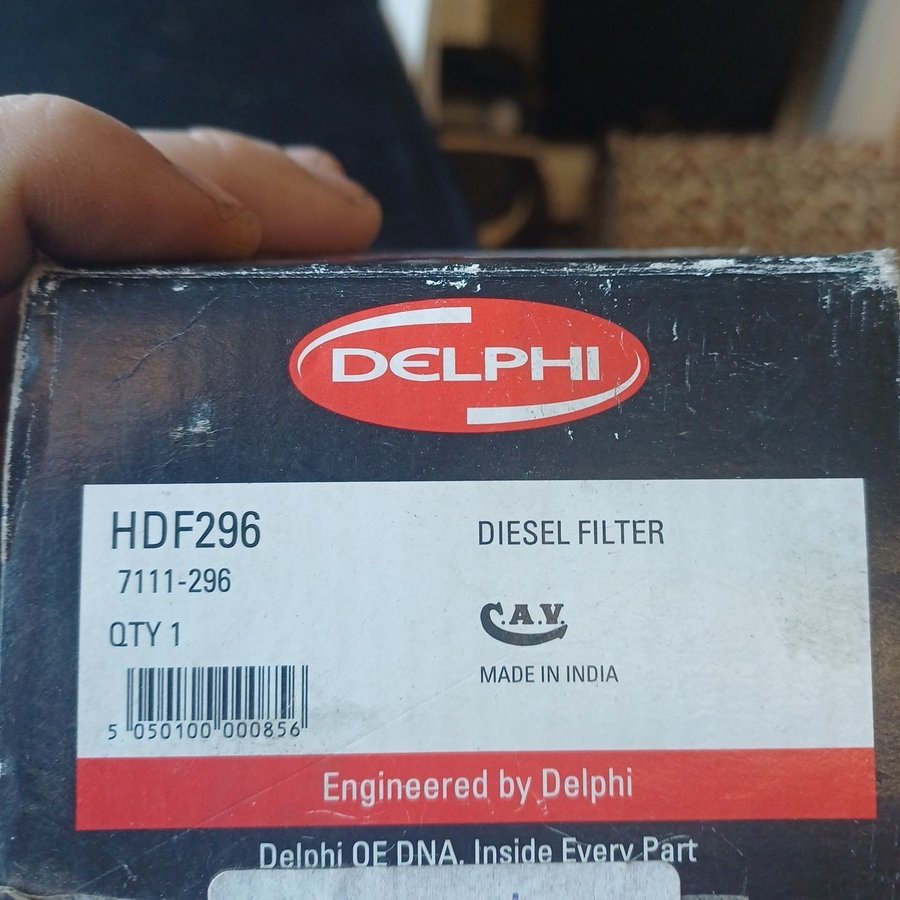 DELPHI
HDF296
7111-296
QTY 1
5 050100 000856
DIESEL FILTER
C.A.V.
MADE IN INDIA
Engineered by Delphi
Delphi OE DNA. Inside Every Part